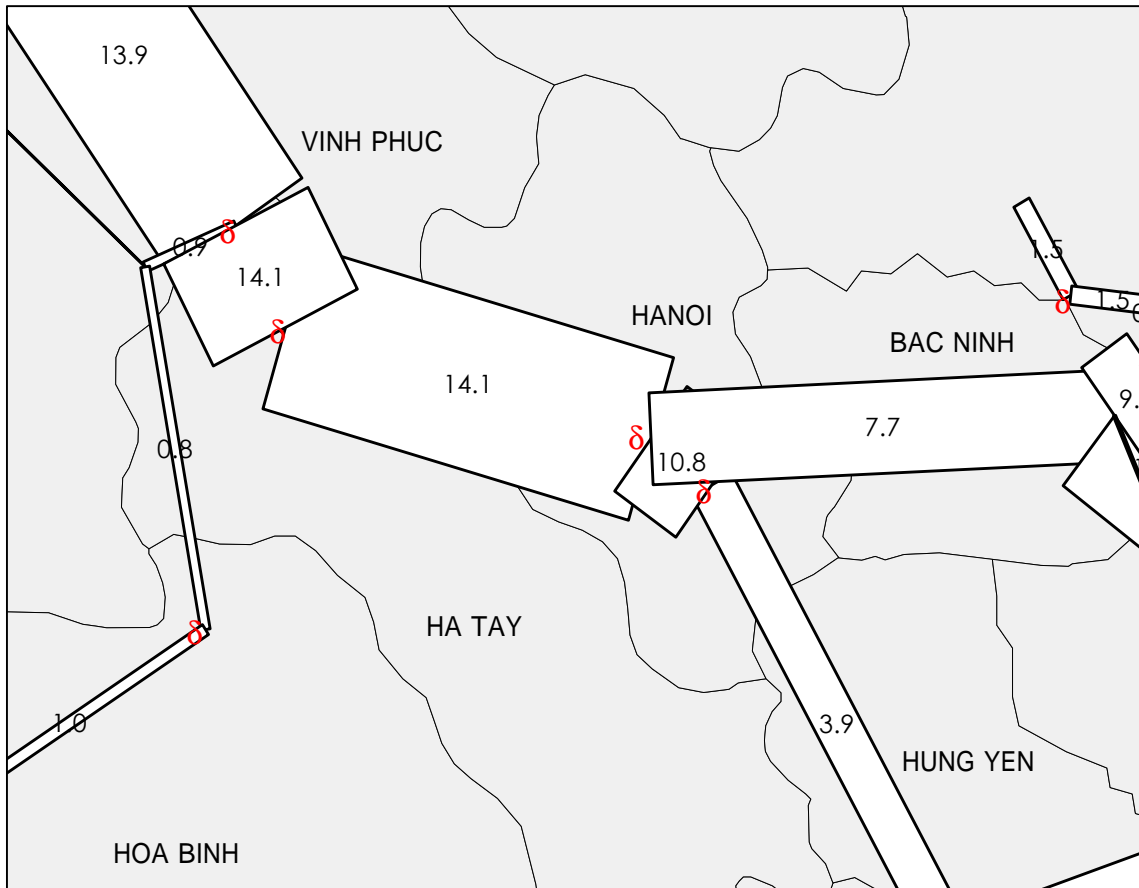 13.9
VINH PHUC
δ
0.9
14.1
1.5
1.5
δ
HANOI
δ
BAC NINH
14.1
9.
7.7
δ
0.8
10.8
δ
HA TAY
δ
1.0
3.9
HUNG YEN
HOA BINH